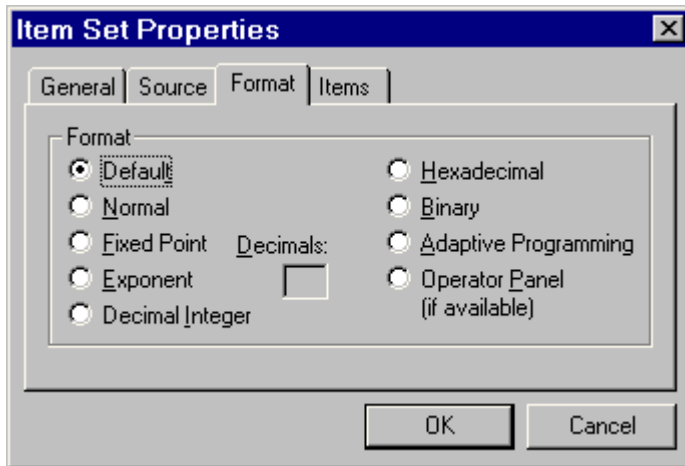 Item Set Properties
General Source Format Items
Format
Default
Normal
Fixed Point Decimals:
Exponent
Decimal Integer
Hexadecimal
Binary
Adaptive Programming
Operator Panel
(if available)
OK Cancel